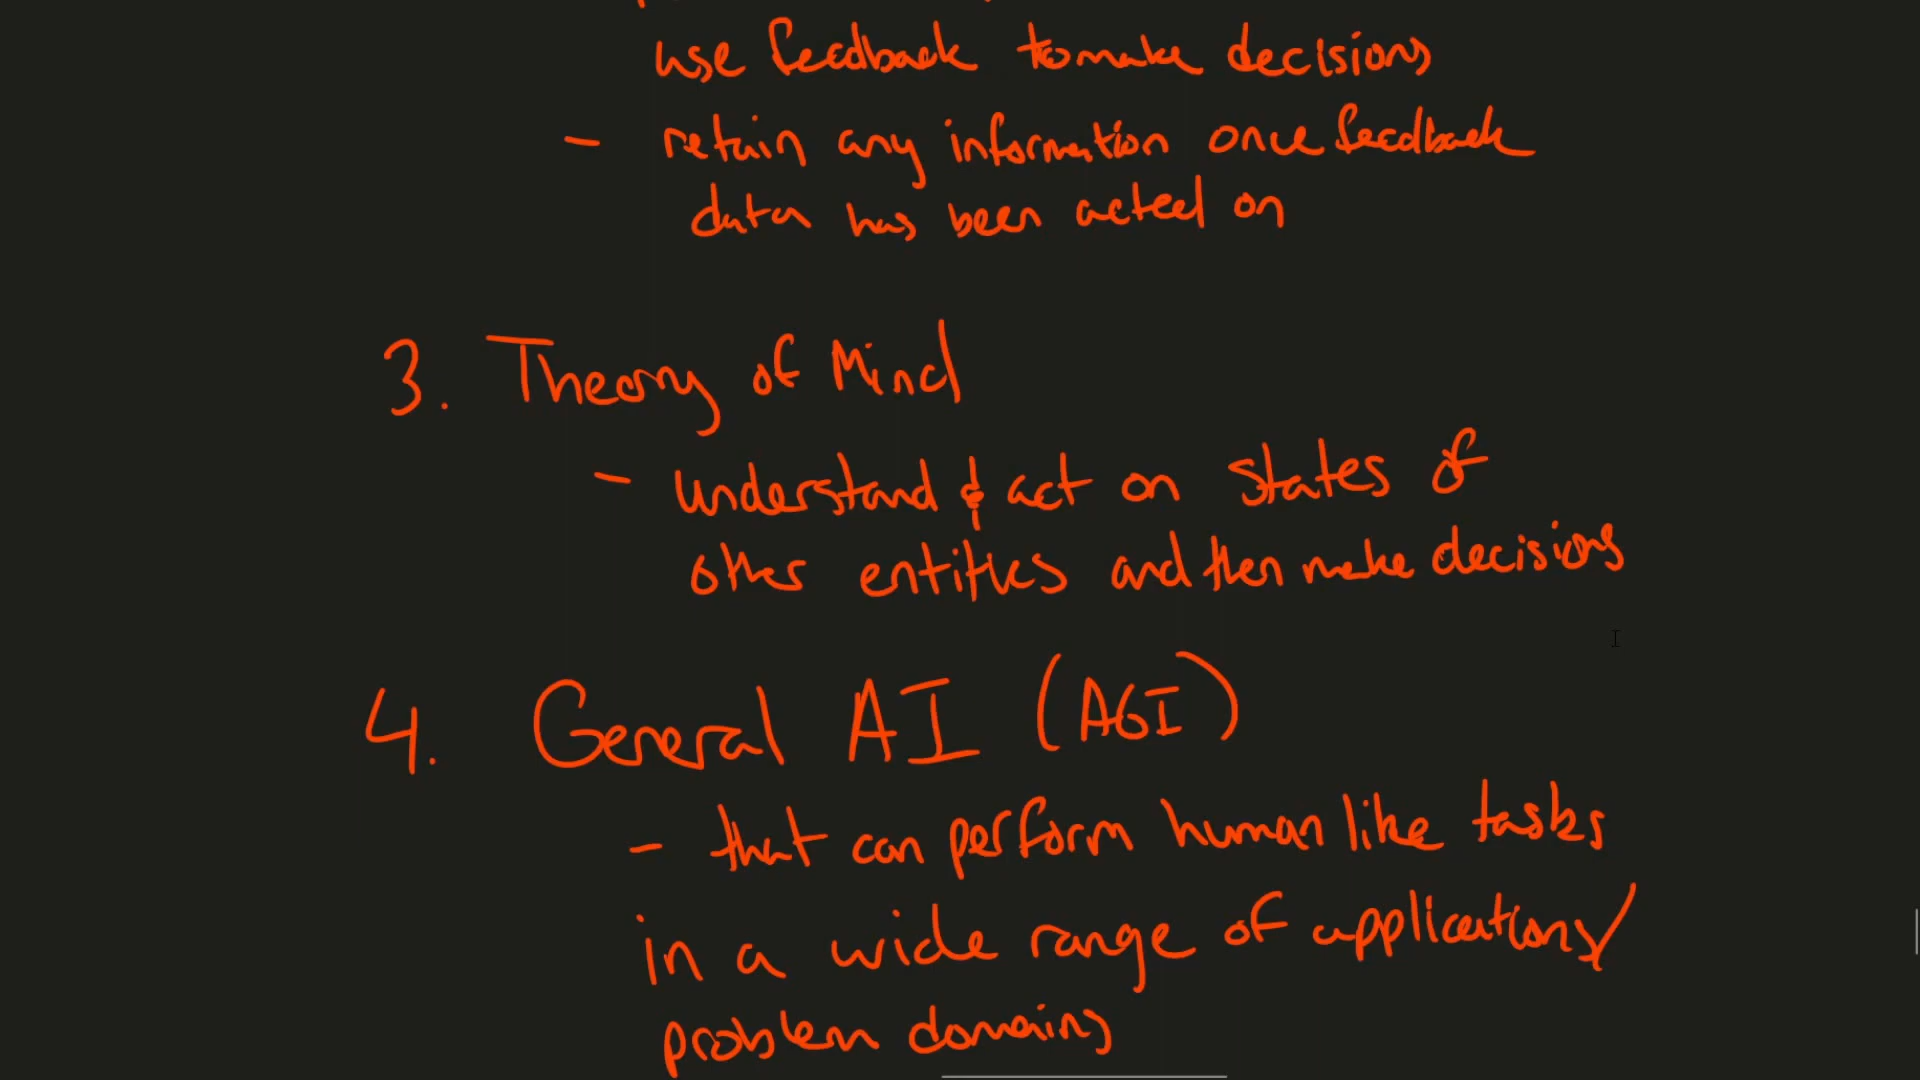 use feedback to make decisions
- retain any information once feedback
data has been acted on
3. Theory of Mind
- understand & act on states of
other entities and then make decisions
4. General AI (AGI)
- that can perform human like tasks
in a wide range of applications/
problem domains